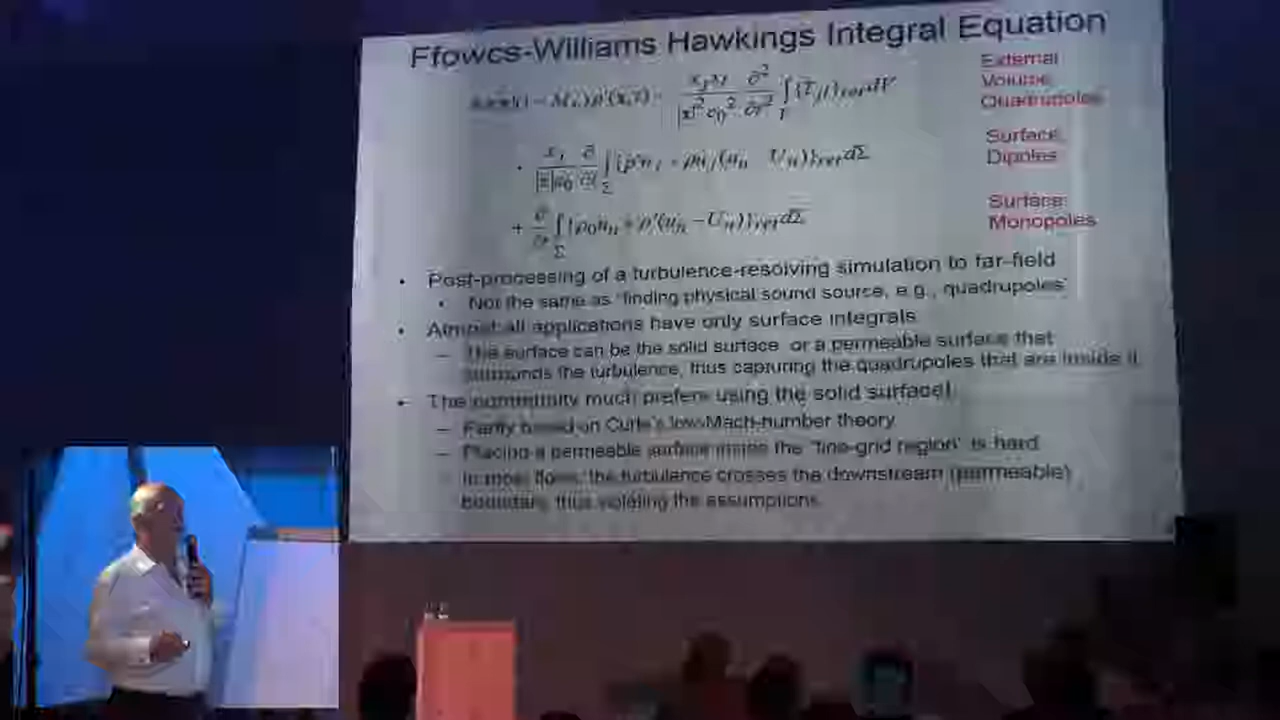 Ffowcs-Williams Hawkings Integral Equation
External
Volume
Quadrupoles
Surface
Dipoles
Surface
Monopoles
• Post-processing of a turbulence-resolving simulation to far-field
• Not the same as "finding physical sound source, e.g., quadrupoles"
• Almost all applications have only surface integrals
– The surface can be the solid surface or a permeable surface that
surrounds the turbulence, thus capturing the quadrupoles that are inside it
• The community much prefers using the solid surface!
– Partly based on Curle's low-Mach-number theory
– Placing a permeable surface inside the "fine-grid region" is hard
– In most flows, the turbulence crosses the downstream (permeable)
boundary, thus violating the assumptions